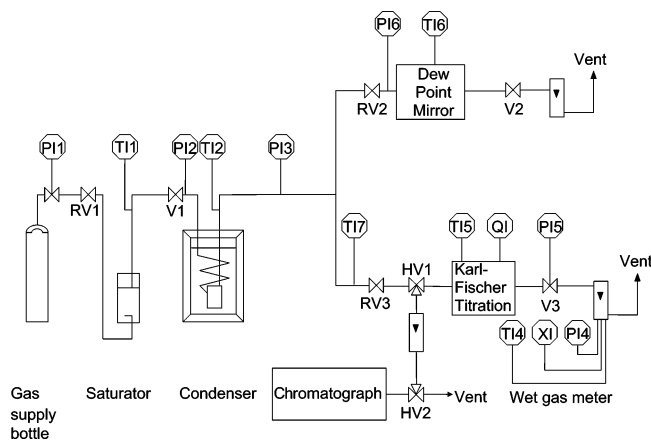 PI6
TI6
Vent
Dew
Point
Mirror
RV2
V2
PI1
TI1
PI2
TI2
PI3
RV1
V1
TI7
TI5
QI
PI5
Vent
HV1
Karl-
Fischer
Titration
RV3
V3
TI4
XI
PI4
Gas
supply
bottle
Saturator
Condenser
Chromatograph
Vent
HV2
Wet gas meter